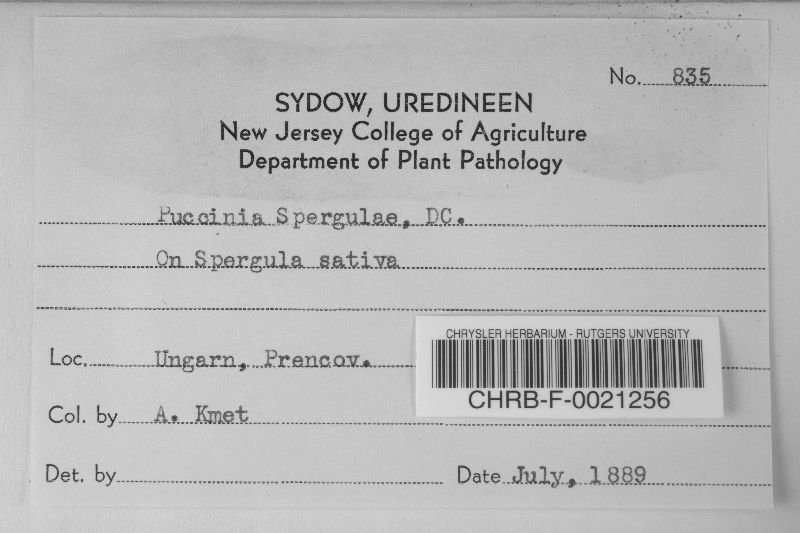 No. 835
SYDOW, UREDINEEN
New Jersey College of Agriculture
Department of Plant Pathology
Puccinia Spergulae, DC.
On Spergula sativa
CHRYSLER HERBARIUM - RUTGERS UNIVERSITY
CHRB-F-0021256
Loc. Ungarn, Prencov.
Col. by A. Kmet
Det. by
Date July, 1889